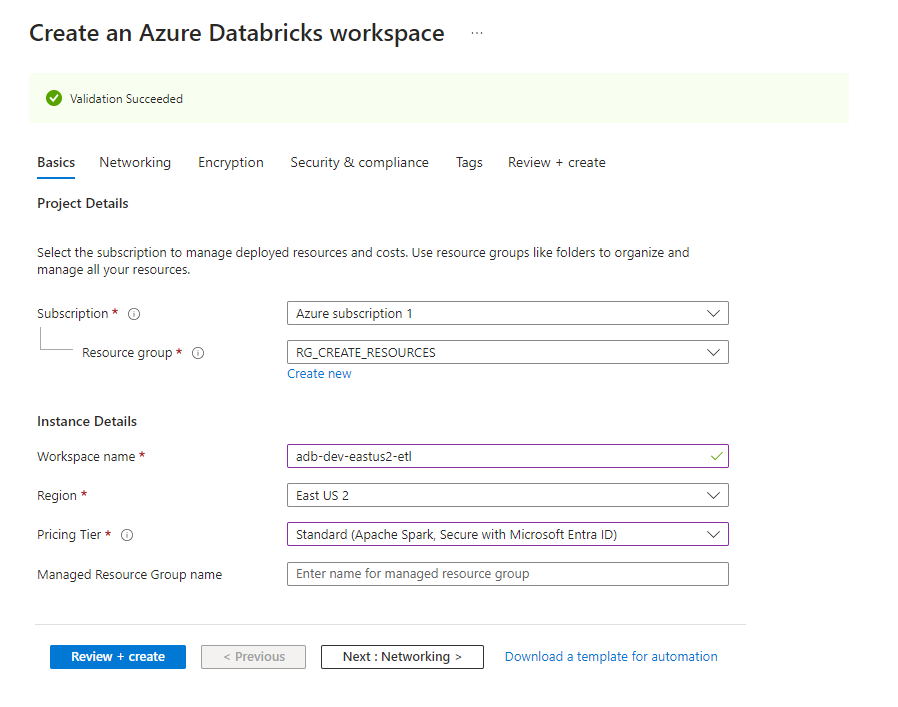 Create an Azure Databricks workspace ...
Validation Succeeded
Basics Networking Encryption Security & compliance Tags Review + create
Project Details
Select the subscription to manage deployed resources and costs. Use resource groups like folders to organize and
manage all your resources.
Subscription * Azure subscription 1
Resource group * RG_CREATE_RESOURCES
Create new
Instance Details
Workspace name * adb-dev-eastus2-etl
Region * East US 2
Pricing Tier * Standard (Apache Spark, Secure with Microsoft Entra ID)
Managed Resource Group name Enter name for managed resource group
Review + create < Previous Next : Networking > Download a template for automation